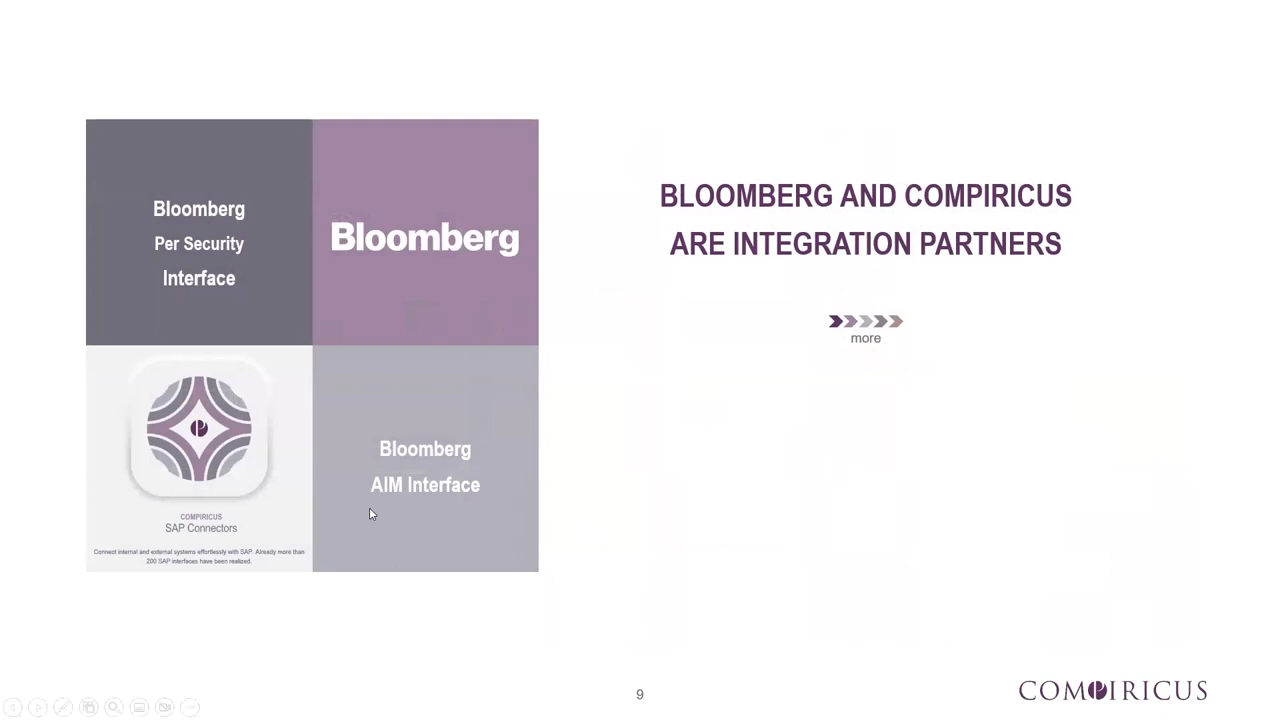 Bloomberg
Per Security
Interface
Bloomberg
COMPIRICUS
SAP Connectors
Connect internal and external systems effortlessly with SAP. Already more than
200 SAP interfaces have been realized.
Bloomberg
AIM Interface
BLOOMBERG AND COMPIRICUS
ARE INTEGRATION PARTNERS
more
9
COMPIRICUS